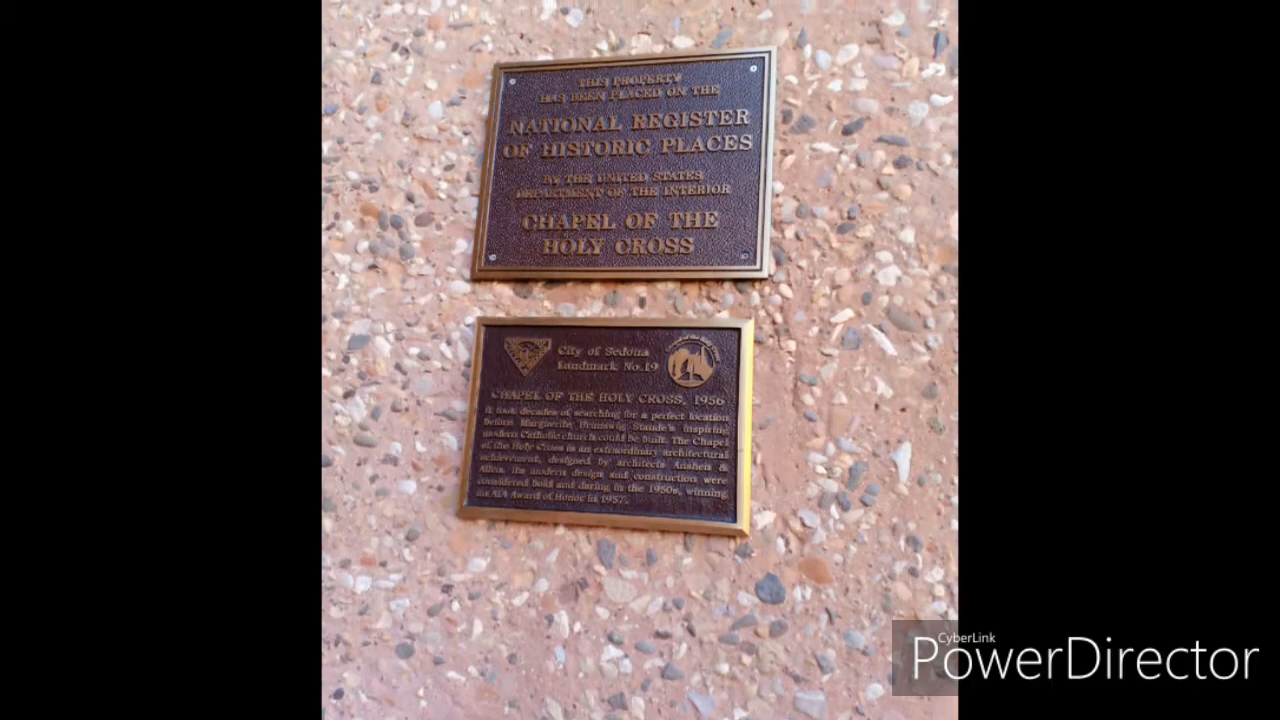 THIS PROPERTY
HAS BEEN PLACED ON THE
NATIONAL REGISTER
OF HISTORIC PLACES
BY THE UNITED STATES
DEPARTMENT OF THE INTERIOR
CHAPEL OF THE
HOLY CROSS
City of Sedona
Landmark No.19
CHAPEL OF THE HOLY CROSS, 1956
It took decades of searching for a perfect location
before Marguerite Brunswig Staude's inspiring
modern Catholic church could be built. The Chapel
of the Holy Cross is an extraordinary architectural
achievement, designed by architects Anshen &
Allen. Its modern design and construction were
considered bold and daring in the 1950s, winning
an AIA Award of Honor in 1957.
CyberLink
PowerDirector